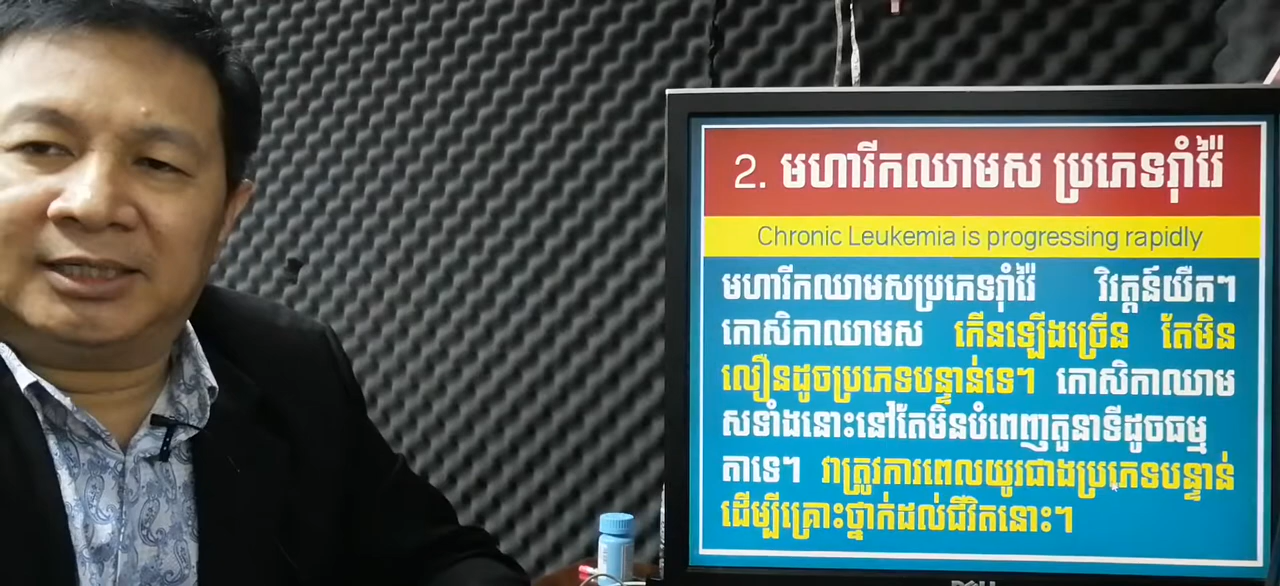 2. មហារីកឈាមស ប្រភេទរ៉ាំរ៉ៃ
Chronic Leukemia is progressing rapidly
មហារីកឈាមសប្រភេទរ៉ាំរ៉ៃ វិវត្តន៍យឺត។
កោសិកាឈាមស កើនឡើងច្រើន តែមិន
លឿនដូចប្រភេទបន្ទាន់ទេ។ កោសិកាឈាម
សទាំងនោះនៅតែមិនបំពេញតួនាទីដូចធម្ម
តាទេ។ វាត្រូវការពេលយូរជាងប្រភេទបន្ទាន់
ដើម្បីគ្រោះថ្នាក់ដល់ជីវិតនោះ។